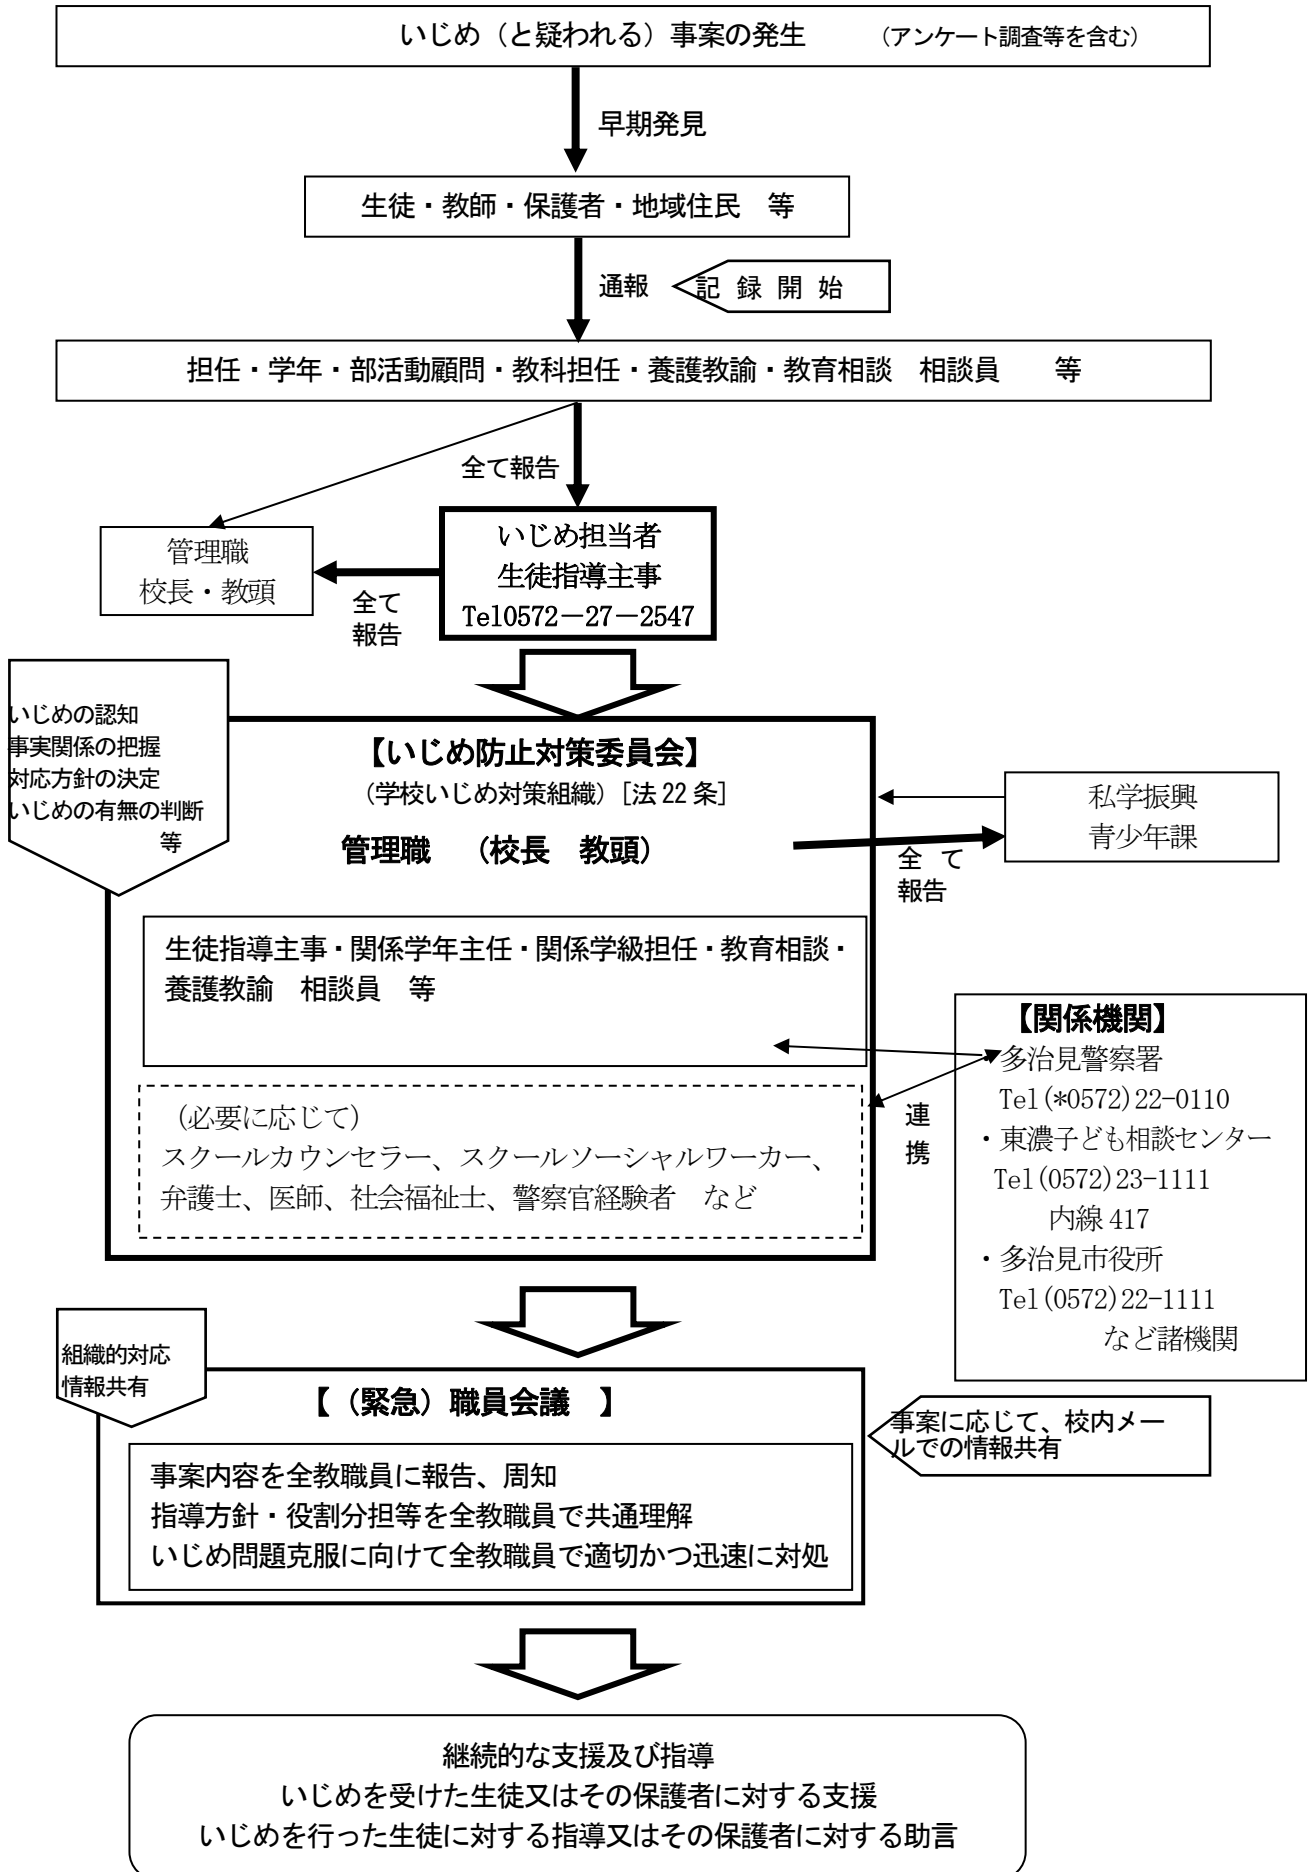 いじめ（と疑われる）事案の発生　　（アンケート調査等を含む）
早期発見
生徒・教師・保護者・地域住民　等
通報
記 録 開 始
担任・学年・部活動顧問・教科担任・養護教諭・教育相談　相談員　　等
全て報告
管理職
校長・教頭
全て
報告
いじめ担当者
生徒指導主事
Tel0572－27－2547
いじめの認知
事実関係の把握
対応方針の決定
いじめの有無の判断
等
【いじめ防止対策委員会】
（学校いじめ対策組織）［法 22 条］
管理職　（校長　教頭）
私学振興
青少年課
全 て
報告
生徒指導主事・関係学年主任・関係学級担任・教育相談・
養護教諭　相談員　等
（必要に応じて）
スクールカウンセラー、スクールソーシャルワーカー、
弁護士、医師、社会福祉士、警察官経験者　など
連
携
【関係機関】
・多治見警察署
Tel(*0572)22-0110
・東濃子ども相談センター
Tel(0572)23-1111
内線 417
・多治見市役所
Tel(0572)22-1111
など諸機関
組織的対応
情報共有
【（緊急）職員会議　】
事案に応じて、校内メー
ルでの情報共有
事案内容を全教職員に報告、周知
指導方針・役割分担等を全教職員で共通理解
いじめ問題克服に向けて全教職員で適切かつ迅速に対処
継続的な支援及び指導
いじめを受けた生徒又はその保護者に対する支援
いじめを行った生徒に対する指導又はその保護者に対する助言